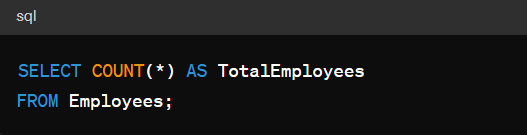 sql
SELECT COUNT(*) AS TotalEmployees
FROM Employees;